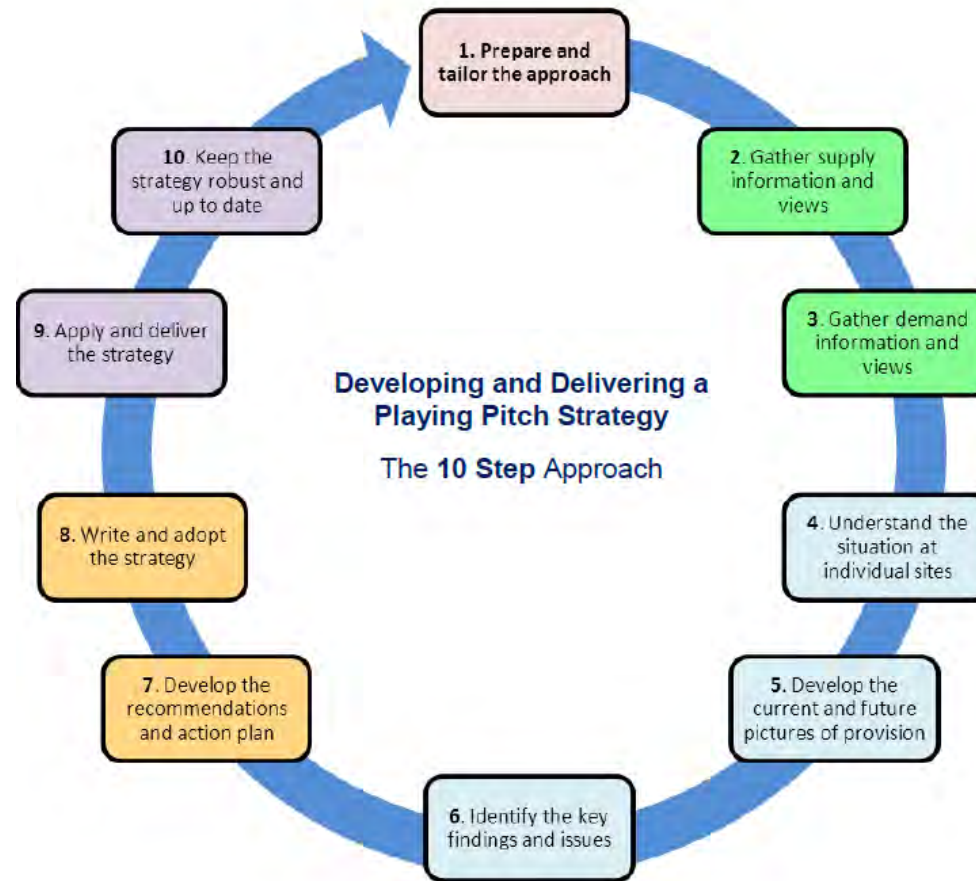 1. Prepare and
tailor the approach
2. Gather supply
information and
views
3. Gather demand
information and
views
4. Understand the
situation at
individual sites
5. Develop the
current and future
pictures of provision
6. Identify the key
findings and issues
7. Develop the
recommendations
and action plan
8. Write and adopt
the strategy
9. Apply and deliver
the strategy
10. Keep the
strategy robust and
up to date
Developing and Delivering a
Playing Pitch Strategy
The 10 Step Approach